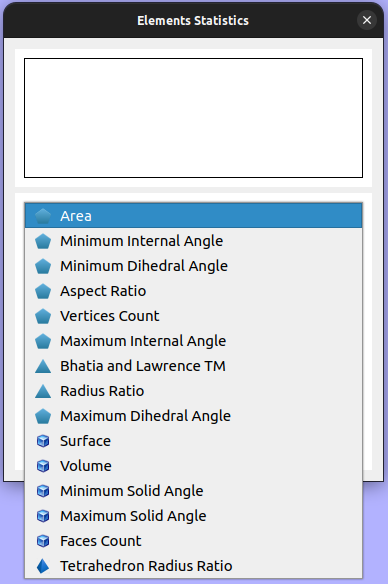 Elements Statistics
Area
Minimum Internal Angle
Minimum Dihedral Angle
Aspect Ratio
Vertices Count
Maximum Internal Angle
Bhatia and Lawrence TM
Radius Ratio
Maximum Dihedral Angle
Surface
Volume
Minimum Solid Angle
Maximum Solid Angle
Faces Count
Tetrahedron Radius Ratio